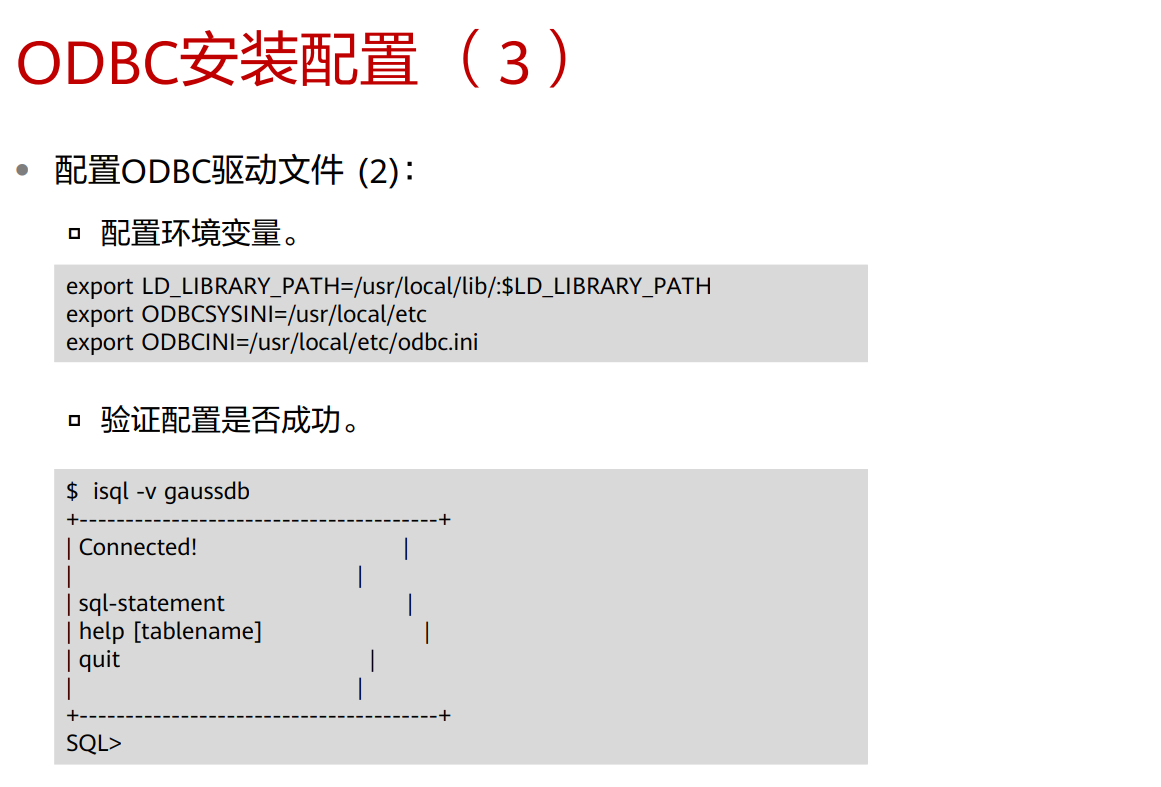 ODBC安装配置（3）
• 配置ODBC驱动文件 (2)：
▫ 配置环境变量。
export LD_LIBRARY_PATH=/usr/local/lib/:$LD_LIBRARY_PATH
export ODBCSYSINI=/usr/local/etc
export ODBCINI=/usr/local/etc/odbc.ini
▫ 验证配置是否成功。
$  isql -v gaussdb
+---------------------------------------+
| Connected!                            |
|                                       |
| sql-statement                         |
| help [tablename]                      |
| quit                                  |
|                                       |
+---------------------------------------+
SQL>